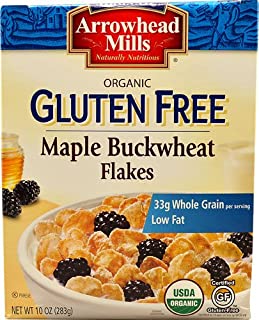 Arrowhead
Mills
Naturally Nutritious
®
ORGANIC
GLUTEN FREE
Maple Buckwheat
Flakes
33g Whole Grain per serving
Low Fat
USDA
ORGANIC
Certified
GF
Gluten-Free
NET WT 10 OZ (283g)